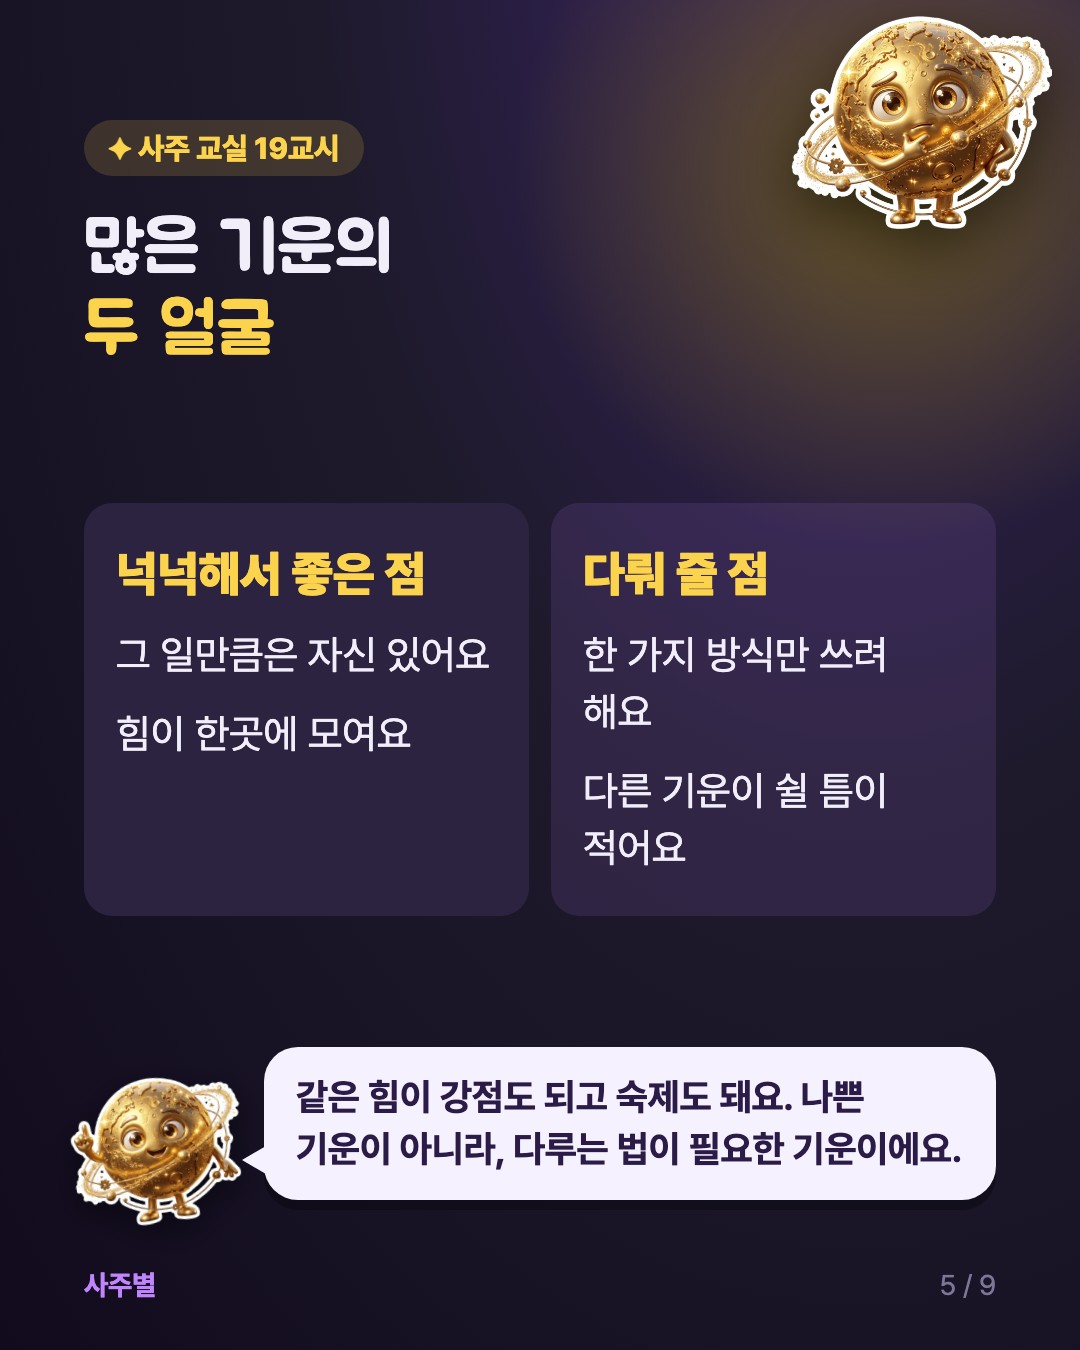 ✦ 사주 교실 19교시
많은 기운의
두 얼굴
넉넉해서 좋은 점
그 일만큼은 자신 있어요
힘이 한곳에 모여요
다뤄 줄 점
한 가지 방식만 쓰려
해요
다른 기운이 쉴 틈이
적어요
같은 힘이 강점도 되고 숙제도 돼요. 나쁜
기운이 아니라, 다루는 법이 필요한 기운이에요.
사주별
5 / 9